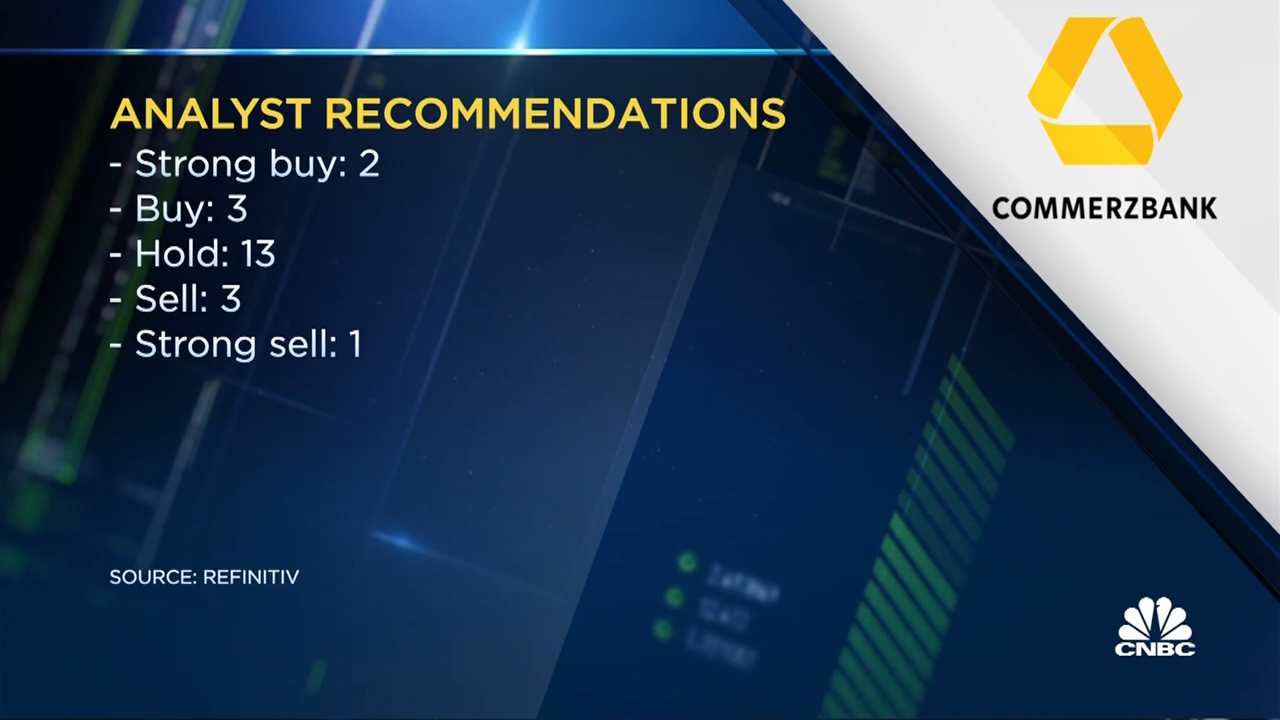 ANALYST RECOMMENDATIONS
- Strong buy: 2
- Buy: 3
- Hold: 13
- Sell: 3
- Strong sell: 1
SOURCE: REFINITIV
COMMERZBANK
CNBC